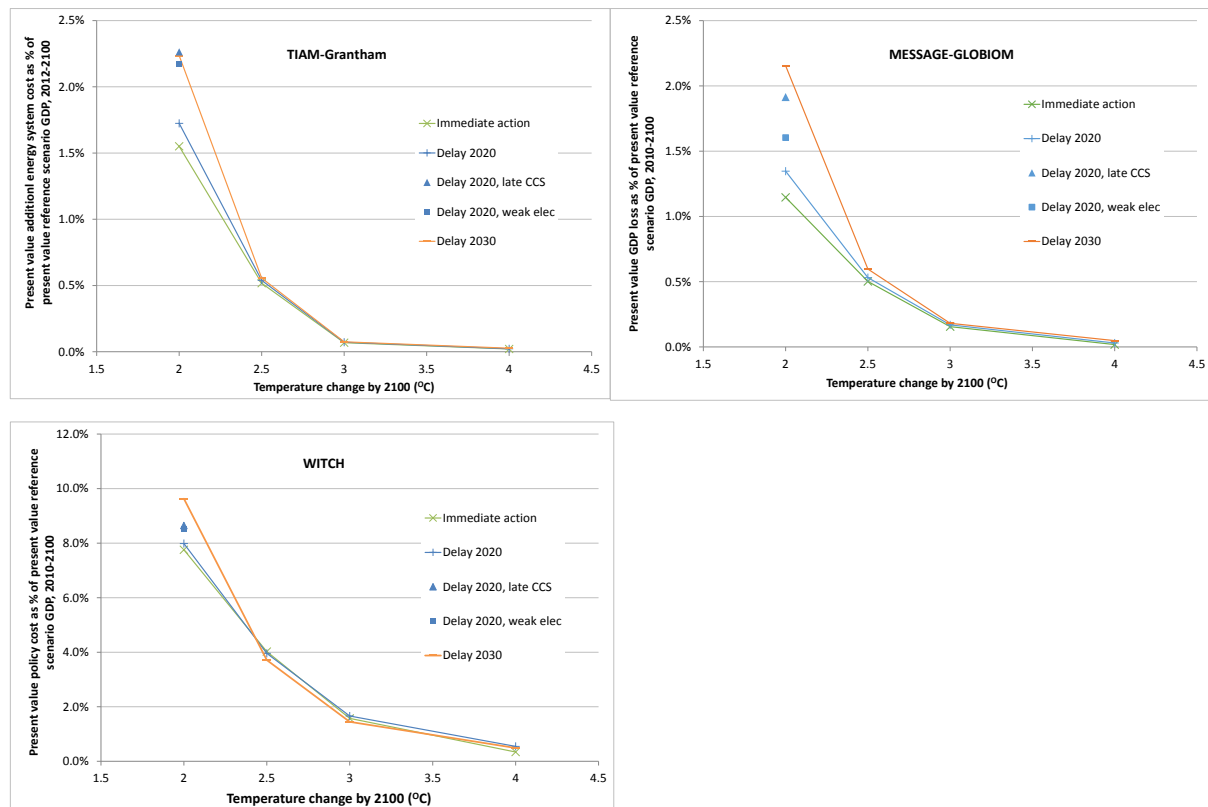 TIAM-Grantham
Present value additionl energy system cost as % of
present value reference scenario GDP, 2012-2100
2.5%
2.0%
1.5%
1.0%
0.5%
0.0%
Immediate action
Delay 2020
Delay 2020, late CCS
Delay 2020, weak elec
Delay 2030
1.5
2
2.5
3
3.5
4
4.5
Temperature change by 2100 (⁰C)
MESSAGE-GLOBIOM
Present value GDP loss as % of present value reference
scenario GDP, 2010-2100
2.5%
2.0%
1.5%
1.0%
0.5%
0.0%
Immediate action
Delay 2020
Delay 2020, late CCS
Delay 2020, weak elec
Delay 2030
1.5
2
2.5
3
3.5
4
4.5
Temperature change by 2100 (⁰C)
WITCH
Present value policy cost as % of present value reference
scenario GDP, 2010-2100
12.0%
10.0%
8.0%
6.0%
4.0%
2.0%
0.0%
Immediate action
Delay 2020
Delay 2020, late CCS
Delay 2020, weak elec
Delay 2030
1.5
2
2.5
3
3.5
4
4.5
Temperature change by 2100 (⁰C)